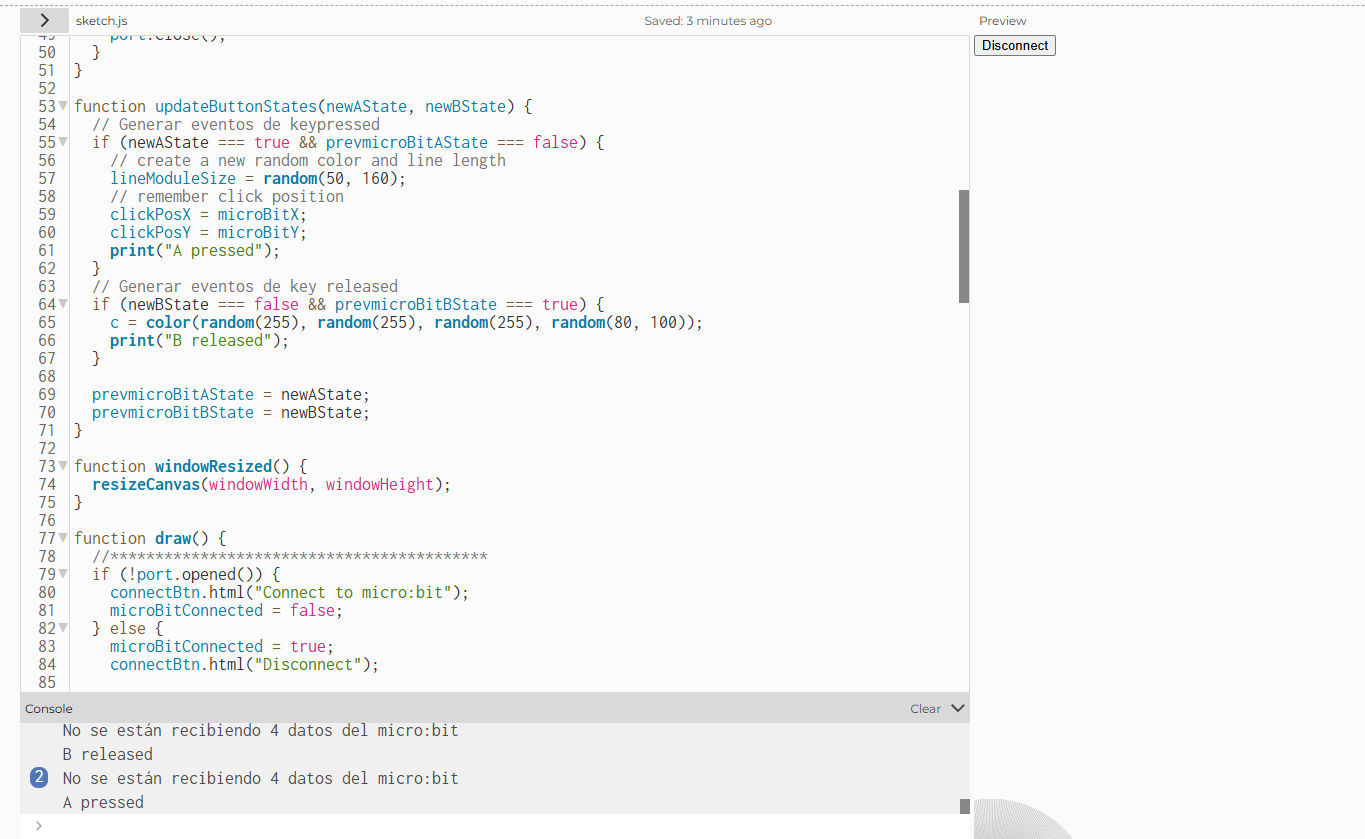 sketch.js
Saved: 3 minutes ago
Preview
Disconnect
49 port.close();
50 }
51 }
52
53 function updateButtonStates(newAState, newBState) {
54 // Generar eventos de keypressed
55 if (newAState === true && prevmicroBitAState === false) {
56 // create a new random color and line length
57 lineModuleSize = random(50, 160);
58 // remember click position
59 clickPosX = microBitX;
60 clickPosY = microBitY;
61 print("A pressed");
62 }
63 // Generar eventos de key released
64 if (newBState === false && prevmicroBitBState === true) {
65 c = color(random(255), random(255), random(255), random(80, 100));
66 print("B released");
67 }
68
69 prevmicroBitAState = newAState;
70 prevmicroBitBState = newBState;
71 }
72
73 function windowResized() {
74 resizeCanvas(windowWidth, windowHeight);
75 }
76
77 function draw() {
78 //******************************************
79 if (!port.opened()) {
80 connectBtn.html("Connect to micro:bit");
81 microBitConnected = false;
82 } else {
83 microBitConnected = true;
84 connectBtn.html("Disconnect");
85
Console
Clear
No se están recibiendo 4 datos del micro:bit
B released
2 No se están recibiendo 4 datos del micro:bit
A pressed